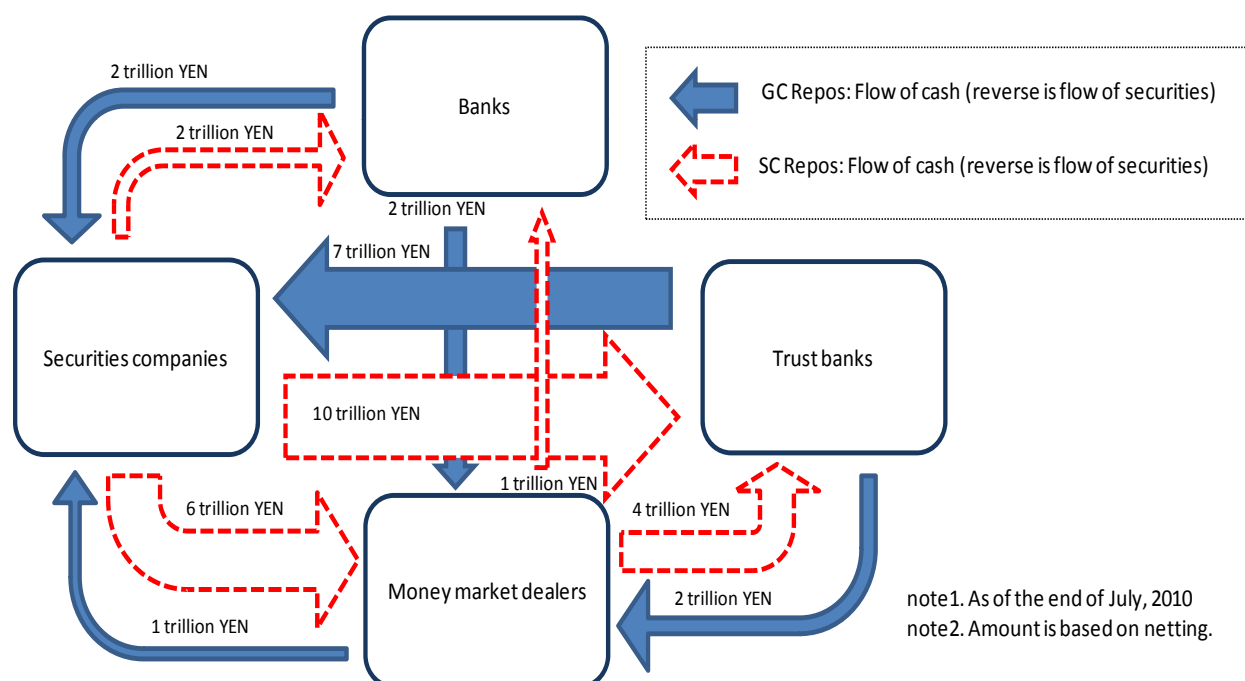 2 trillion YEN
Banks
GC Repos: Flow of cash (reverse is flow of securities)
2 trillion YEN
SC Repos: Flow of cash (reverse is flow of securities)
2 trillion YEN
7 trillion YEN
Securities companies
Trust banks
10 trillion YEN
1 trillion YEN
6 trillion YEN
4 trillion YEN
Money market dealers
2 trillion YEN
note1. As of the end of July, 2010
1 trillion YEN
note2. Amount is based on netting.